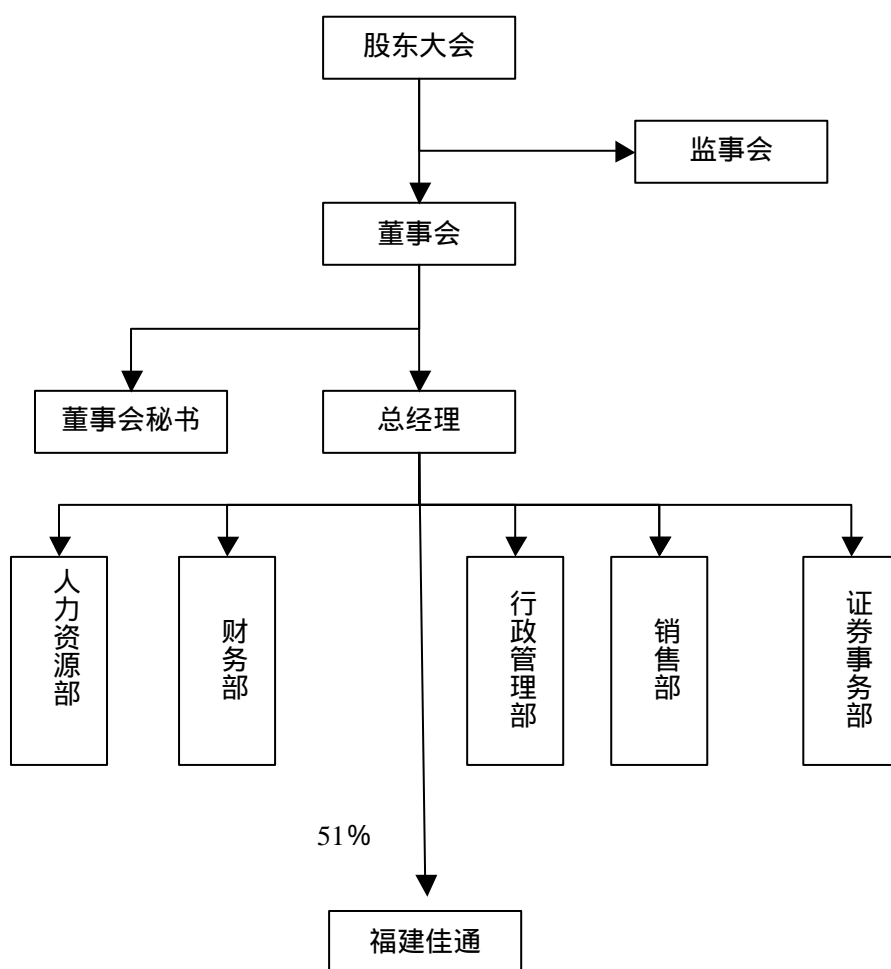 股东大会
监事会
董事会
董事会秘书
总经理
人力资源部
财务部
行政管理部
销售部
证券事务部
51%
福建佳通